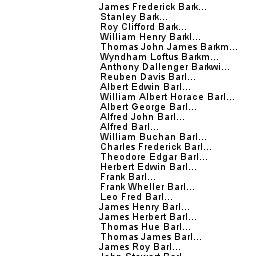 James Frederick Bark...
Stanley Bark...
Roy Clifford Bark...
William Henry Barkl...
Thomas John James Barkm...
Wyndham Loftus Barkm...
Anthony Dallenger Barkwi...
Reuben Davis Barl...
Albert Edwin Barl...
William Albert Horace Barl...
Albert George Barl...
Alfred John Barl...
Alfred Barl...
William Buchan Barl...
Charles Frederick Barl...
Theodore Edgar Barl...
Herbert Edwin Barl...
Frank Barl...
Frank Wheller Barl...
Leo Fred Barl...
James Henry Barl...
James Herbert Barl...
Thomas Hue Barl...
Thomas James Barl...
James Roy Barl...
John Stewart Barl...